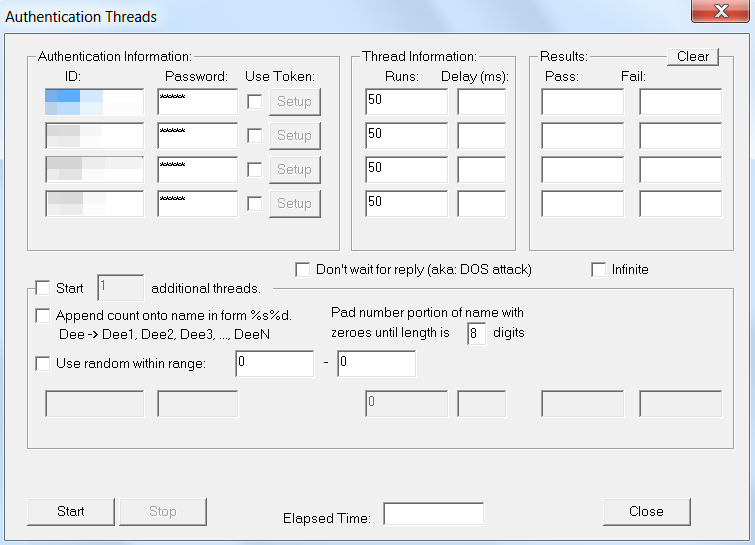 Authentication Threads
Authentication Information: Thread Information: Results: Clear
ID: Password: Use Token: Runs: Delay (ms): Pass: Fail:
***** Setup 50
***** Setup 50
***** Setup 50
***** Setup 50
Don't wait for reply (aka: DOS attack) Infinite
Start 1 additional threads.
Append count onto name in form %s%d. Pad number portion of name with
Dee -> Dee1, Dee2, Dee3, ..., DeeN zeroes until length is 8 digits
Use random within range: 0 - 0
0
Start Stop Elapsed Time: Close